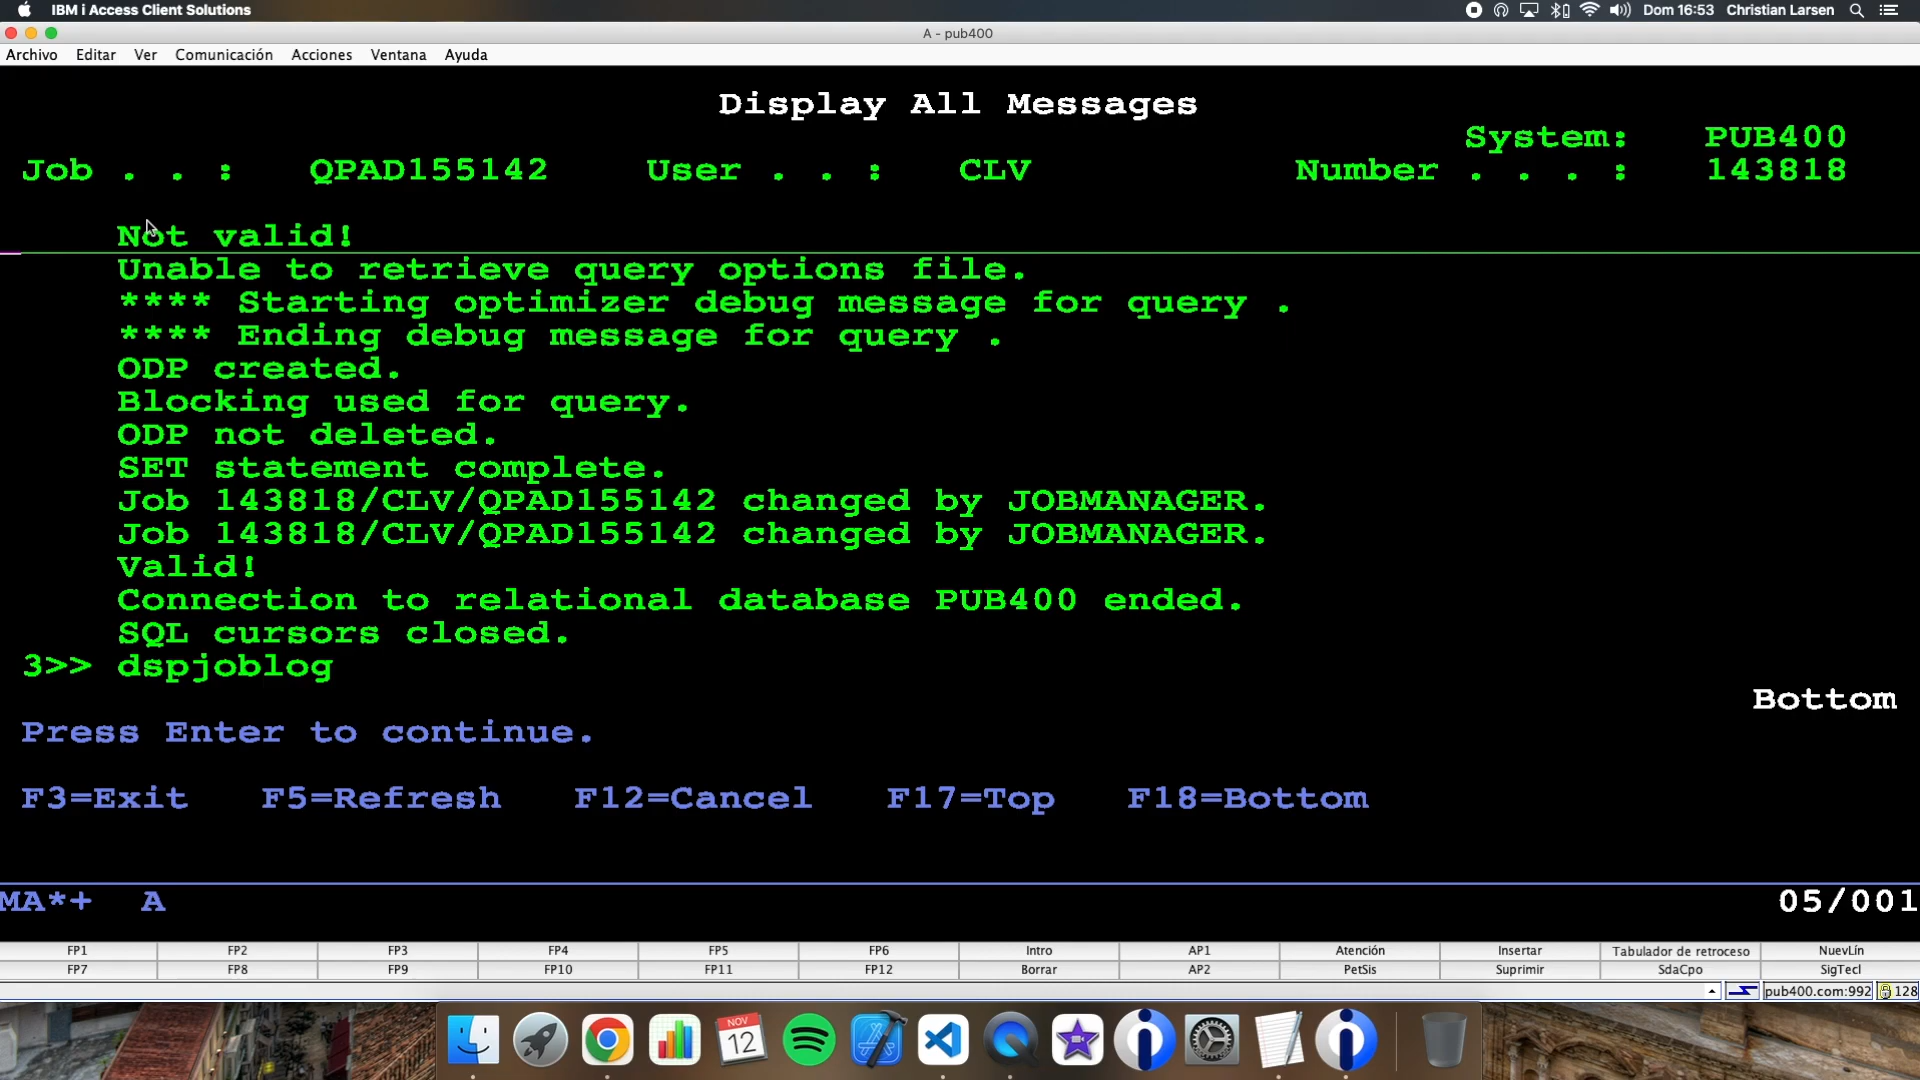 IBM i Access Client Solutions
Dom 16:53 Christian Larsen
A - pub400
Archivo Editar Ver Comunicación Acciones Ventana Ayuda
Display All Messages
System: PUB400
Job . . : QPAD155142 User . . : CLV Number . . . : 143818
Not valid!
Unable to retrieve query options file.
**** Starting optimizer debug message for query .
**** Ending debug message for query .
ODP created.
Blocking used for query.
ODP not deleted.
SET statement complete.
Job 143818/CLV/QPAD155142 changed by JOBMANAGER.
Job 143818/CLV/QPAD155142 changed by JOBMANAGER.
Valid!
Connection to relational database PUB400 ended.
SQL cursors closed.
3>> dspjoblog
Bottom
Press Enter to continue.
F3=Exit F5=Refresh F12=Cancel F17=Top F18=Bottom
MA*+ A 05/001
FP1 FP2 FP3 FP4 FP5 FP6 Intro AP1 Atención Insertar Tabulador de retroceso NuevLín
FP7 FP8 FP9 FP10 FP11 FP12 Borrar AP2 PetSis Suprimir SdaCpo SigTecl
pub400.com:992 128
NOV
12